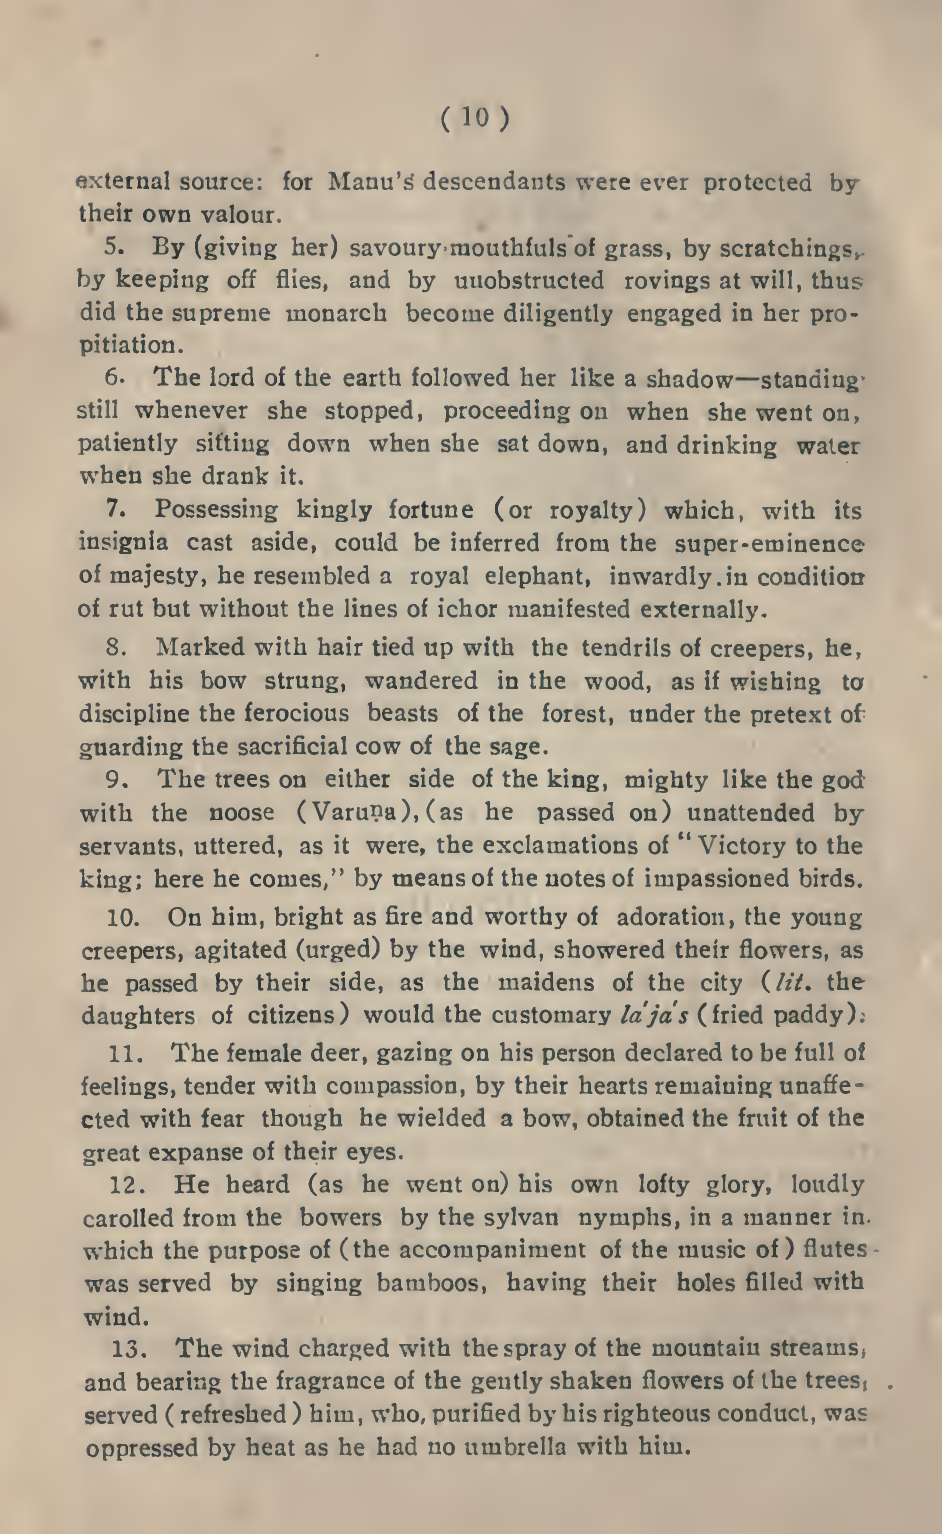 ( 10 )
external source: for Manu's descendants were ever protected by
their own valour.
5. By (giving her) savoury mouthfuls of grass, by scratchings,
by keeping off flies, and by unobstructed rovings at will, thus
did the supreme monarch become diligently engaged in her pro-
pitiation.
6. The lord of the earth followed her like a shadow—standing
still whenever she stopped, proceeding on when she went on,
patiently sitting down when she sat down, and drinking water
when she drank it.
7. Possessing kingly fortune (or royalty) which, with its
insignia cast aside, could be inferred from the super-eminence
of majesty, he resembled a royal elephant, inwardly.in condition
of rut but without the lines of ichor manifested externally.
8. Marked with hair tied up with the tendrils of creepers, he,
with his bow strung, wandered in the wood, as if wishing to
discipline the ferocious beasts of the forest, under the pretext of
guarding the sacrificial cow of the sage.
9. The trees on either side of the king, mighty like the god
with the noose (Varuṇa), (as he passed on) unattended by
servants, uttered, as it were, the exclamations of "Victory to the
king; here he comes," by means of the notes of impassioned birds.
10. On him, bright as fire and worthy of adoration, the young
creepers, agitated (urged) by the wind, showered their flowers, as
he passed by their side, as the maidens of the city (lit. the
daughters of citizens) would the customary la'ja's (fried paddy).
11. The female deer, gazing on his person declared to be full of
feelings, tender with compassion, by their hearts remaining unaffe-
cted with fear though he wielded a bow, obtained the fruit of the
great expanse of their eyes.
12. He heard (as he went on) his own lofty glory, loudly
carolled from the bowers by the sylvan nymphs, in a manner in
which the purpose of (the accompaniment of the music of) flutes
was served by singing bamboos, having their holes filled with
wind.
13. The wind charged with the spray of the mountain streams,
and bearing the fragrance of the gently shaken flowers of the trees,
served (refreshed) him, who, purified by his righteous conduct, was
oppressed by heat as he had no umbrella with him.